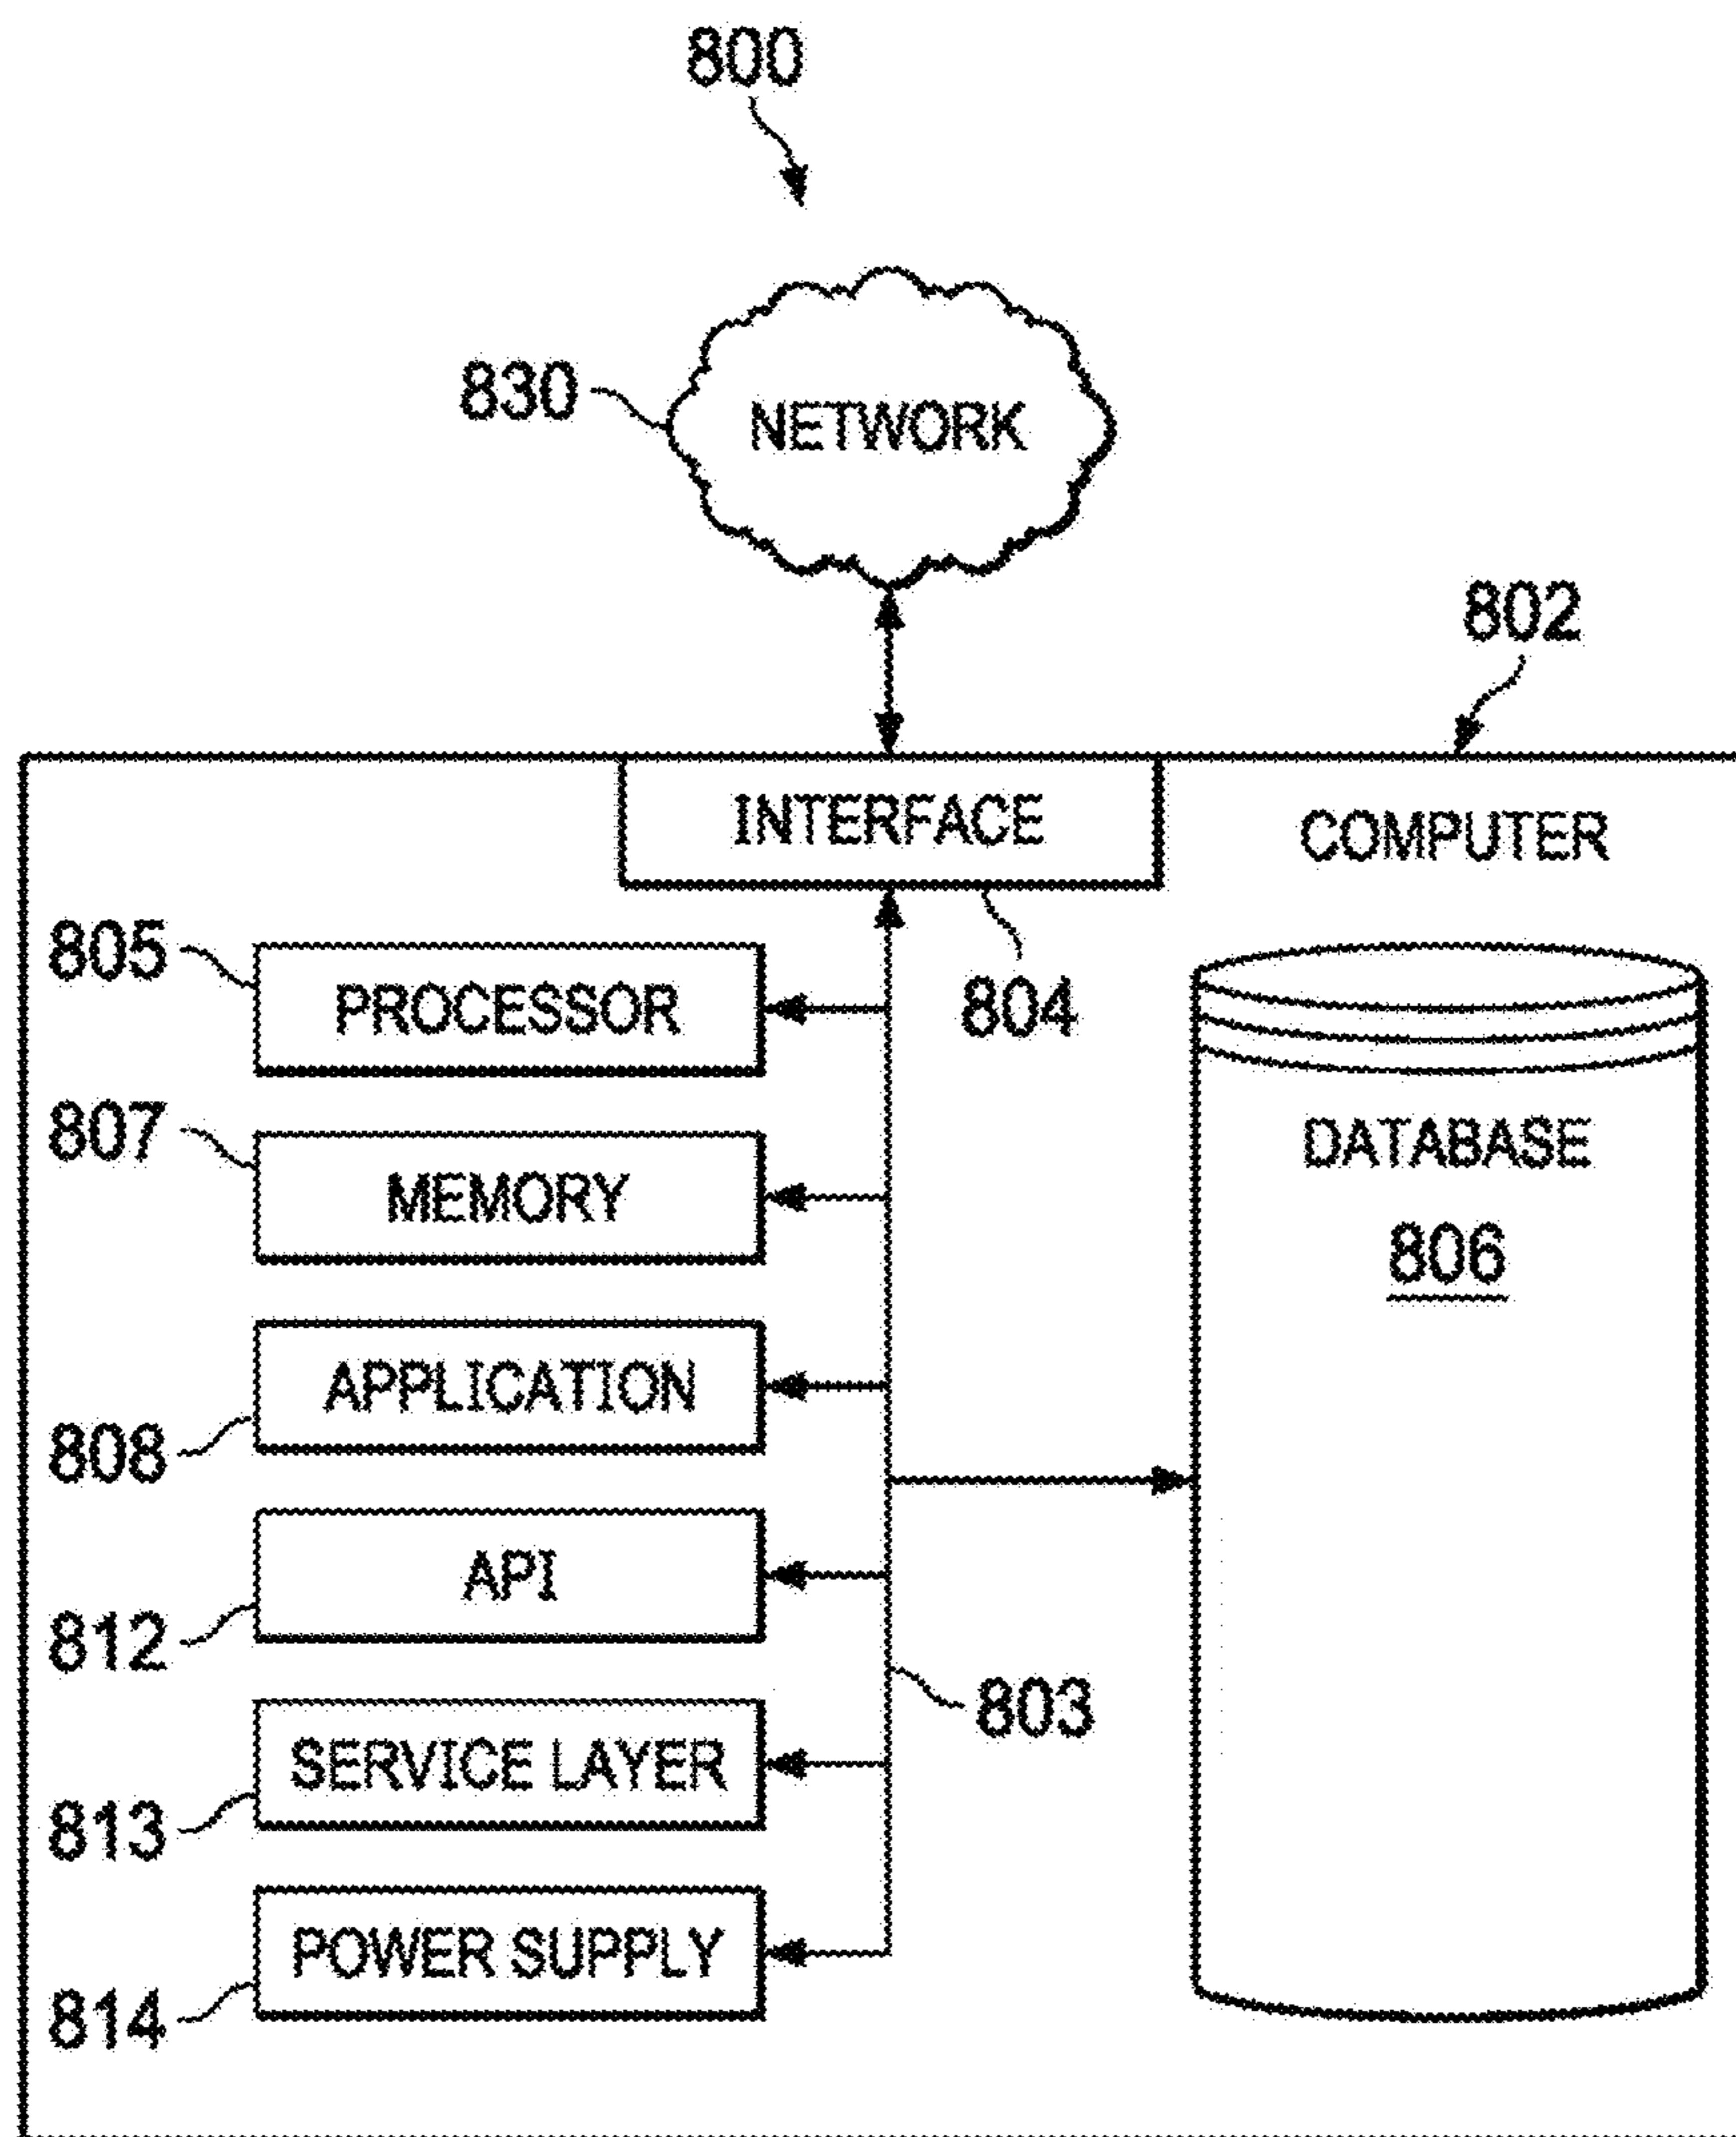 800
830
NETWORK
802
INTERFACE
COMPUTER
805
PROCESSOR
804
807
MEMORY
DATABASE
806
APPLICATION
808
API
812
803
SERVICE LAYER
813
POWER SUPPLY
814